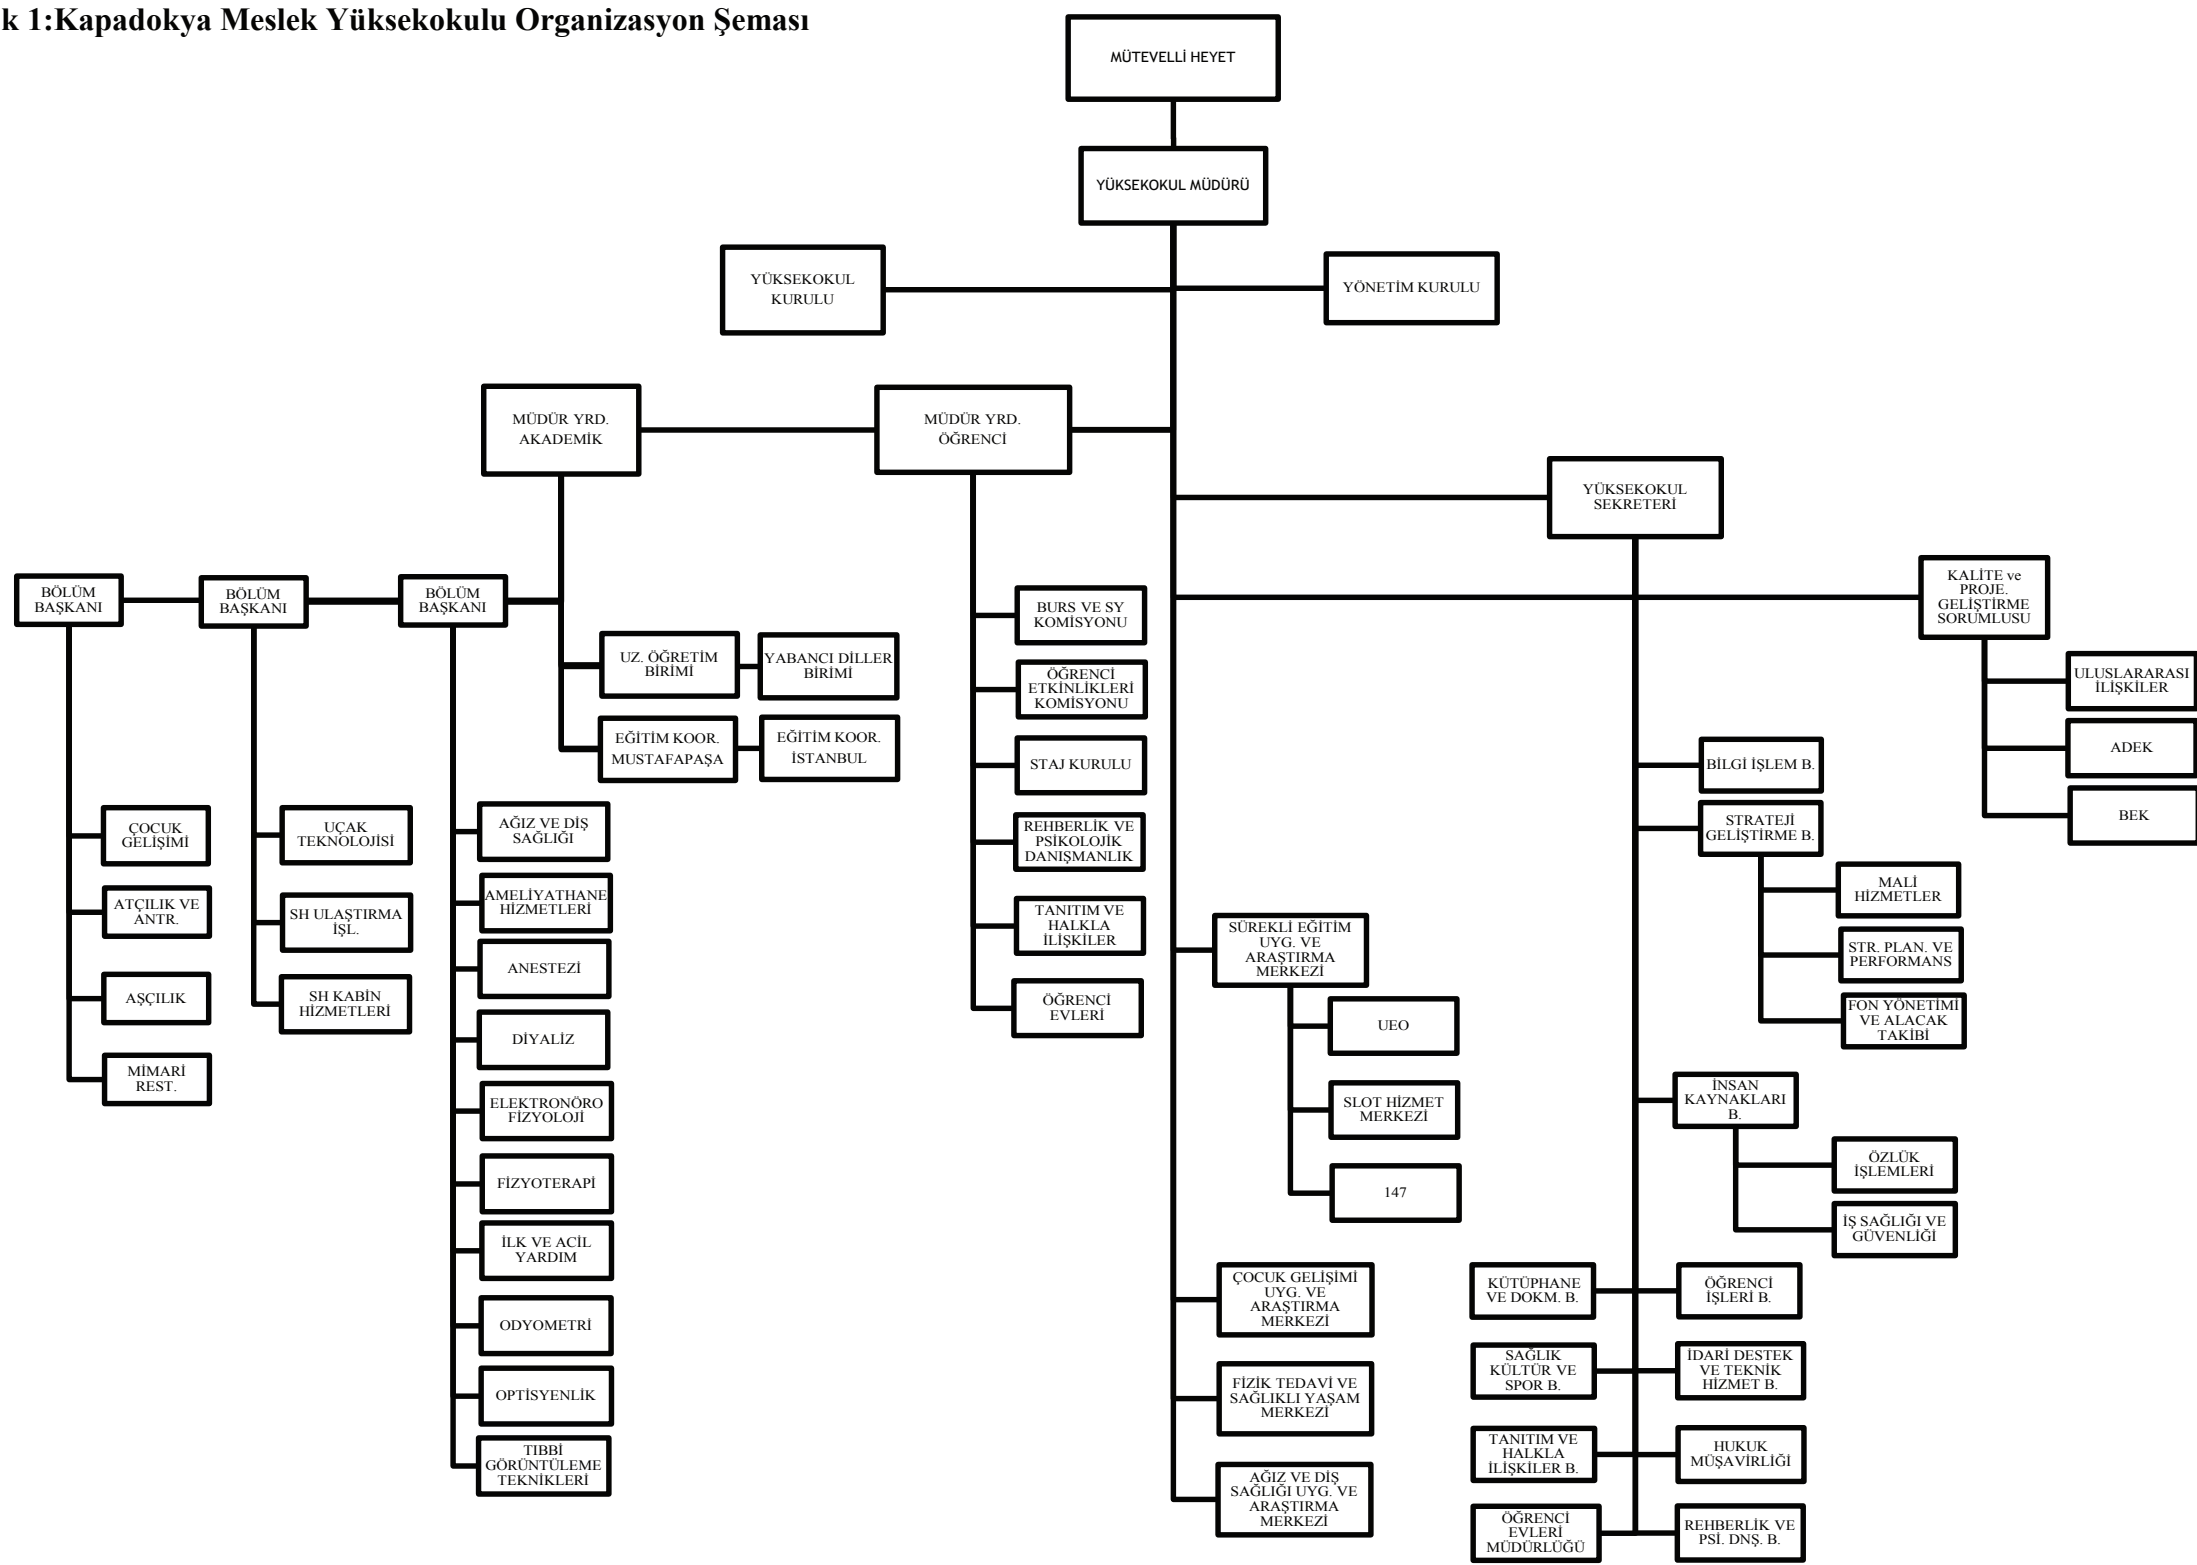 k 1:Kapadokya Meslek Yüksekokulu Organizasyon Şeması
MÜTEVELLİ HEYET
YÜKSEKOKUL MÜDÜRÜ
YÜKSEKOKUL
KURULU
YÖNETİM KURULU
MÜDÜR YRD.
AKADEMİK
MÜDÜR YRD.
ÖĞRENCİ
YÜKSEKOKUL
SEKRETERİ
KALİTE ve
PROJE.
GELİŞTİRME
SORUMLUSU
BÖLÜM
BAŞKANI
BÖLÜM
BAŞKANI
BÖLÜM
BAŞKANI
UZ. ÖĞRETİM
BİRİMİ
YABANCI DİLLER
BİRİMİ
EĞİTİM KOOR.
MUSTAFAPAŞA
EĞİTİM KOOR.
İSTANBUL
ÇOCUK
GELİŞİMİ
ATÇILIK VE
ANTR.
AŞÇILIK
MİMARİ
REST.
UÇAK
TEKNOLOJİSİ
SH ULAŞTIRMA
İŞL.
SH KABİN
HİZMETLERİ
AĞIZ VE DİŞ
SAĞLIĞI
AMELİYATHANE
HİZMETLERİ
ANESTEZİ
DİYALİZ
ELEKTRONÖRO
FİZYOLOJİ
FİZYOTERAPİ
İLK VE ACİL
YARDIM
ODYOMETRİ
OPTİSYENLİK
TIBBİ
GÖRÜNTÜLEME
TEKNİKLERİ
BURS VE SY
KOMİSYONU
ÖĞRENCİ
ETKİNLİKLERİ
KOMİSYONU
STAJ KURULU
REHBERLİK VE
PSİKOLOJİK
DANIŞMANLIK
TANITIM VE
HALKLA
İLİŞKİLER
ÖĞRENCİ
EVLERİ
SÜREKLİ EĞİTİM
UYG. VE
ARAŞTIRMA
MERKEZİ
UEO
SLOT HİZMET
MERKEZİ
147
ÇOCUK GELİŞİMİ
UYG. VE
ARAŞTIRMA
MERKEZİ
FİZİK TEDAVİ VE
SAĞLIKLI YAŞAM
MERKEZİ
AĞIZ VE DİŞ
SAĞLIĞI UYG. VE
ARAŞTIRMA
MERKEZİ
BİLGİ İŞLEM B.
STRATEJİ
GELİŞTİRME B.
MALİ
HİZMETLER
STR. PLAN. VE
PERFORMANS
FON YÖNETİMİ
VE ALACAK
TAKİBİ
İNSAN
KAYNAKLARI
B.
ÖZLÜK
İŞLEMLERİ
İŞ SAĞLIĞI VE
GÜVENLİĞİ
KÜTÜPHANE
VE DOKM. B.
ÖĞRENCİ
İŞLERİ B.
SAĞLIK
KÜLTÜR VE
SPOR B.
İDARİ DESTEK
VE TEKNİK
HİZMET B.
TANITIM VE
HALKLA
İLİŞKİLER B.
HUKUK
MÜŞAVİRLİĞİ
ÖĞRENCİ
EVLERİ
MÜDÜRLÜĞÜ
REHBERLİK VE
PSİ. DNŞ. B.
ULUSLARARASI
İLİŞKİLER
ADEK
BEK